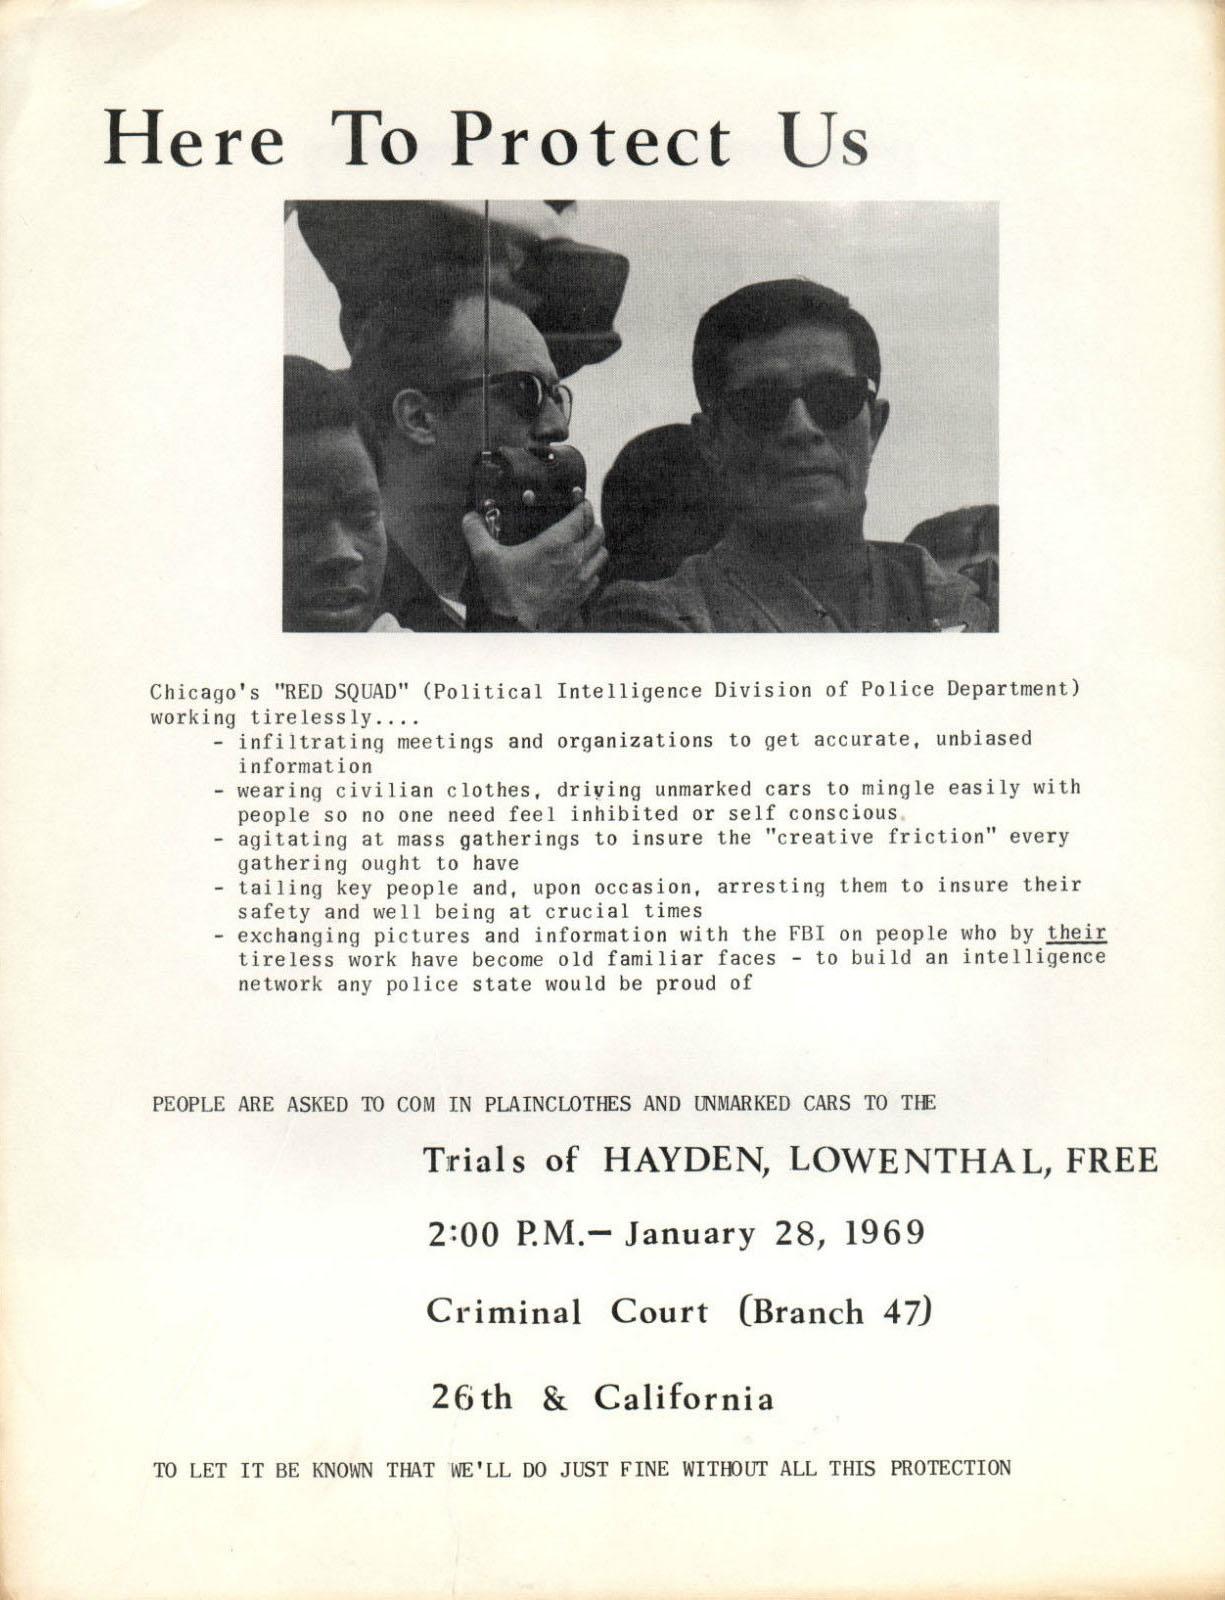 Here To Protect Us
Chicago's "RED SQUAD" (Political Intelligence Division of Police Department)
working tirelessly....
- infiltrating meetings and organizations to get accurate, unbiased
information
- wearing civilian clothes, driving unmarked cars to mingle easily with
people so no one need feel inhibited or self conscious.
- agitating at mass gatherings to insure the "creative friction" every
gathering ought to have
- tailing key people and, upon occasion, arresting them to insure their
safety and well being at crucial times
- exchanging pictures and information with the FBI on people who by their
tireless work have become old familiar faces - to build an intelligence
network any police state would be proud of
PEOPLE ARE ASKED TO COM IN PLAINCLOTHES AND UNMARKED CARS TO THE
Trials of HAYDEN, LOWENTHAL, FREE
2:00 P.M.— January 28, 1969
Criminal Court (Branch 47)
26th & California
TO LET IT BE KNOWN THAT WE'LL DO JUST FINE WITHOUT ALL THIS PROTECTION